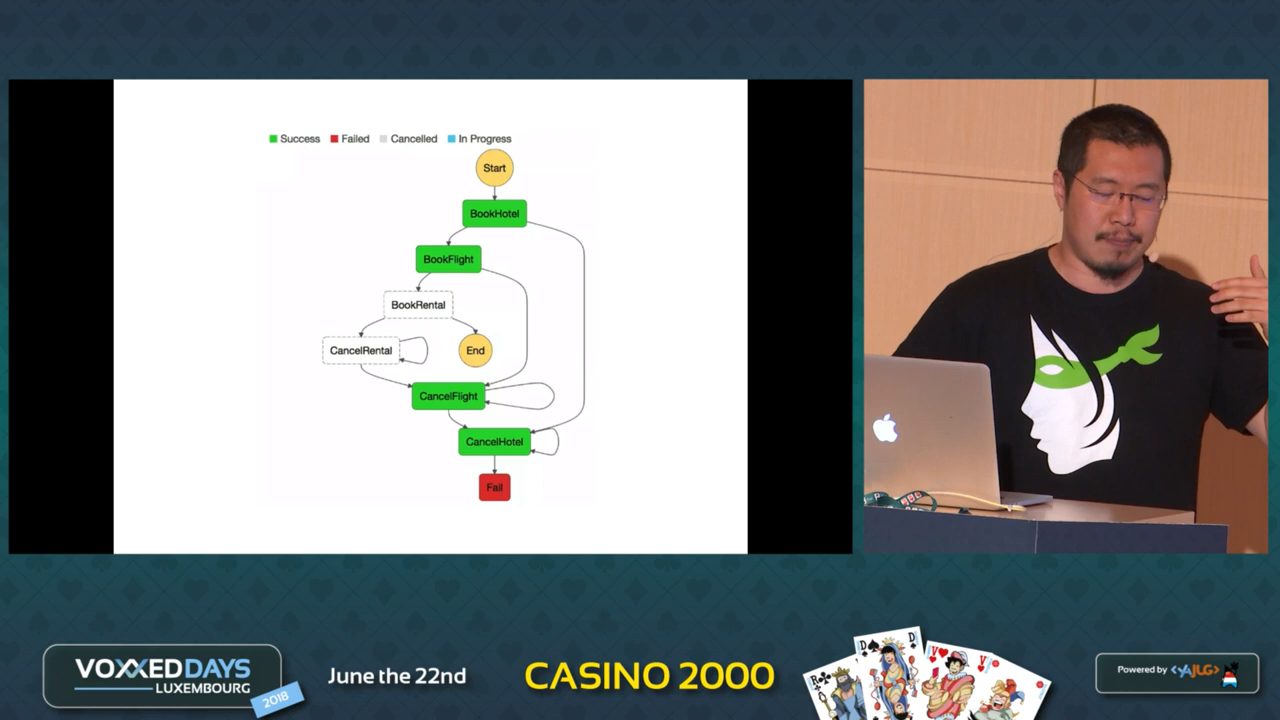 Success Failed Cancelled In Progress
Start
BookHotel
BookFlight
BookRental
CancelRental
End
CancelFlight
CancelHotel
Fail
VOXXED DAYS
LUXEMBOURG
2018
June the 22nd
CASINO 2000
Powered by <YAJUG>
R
D
D
V
V